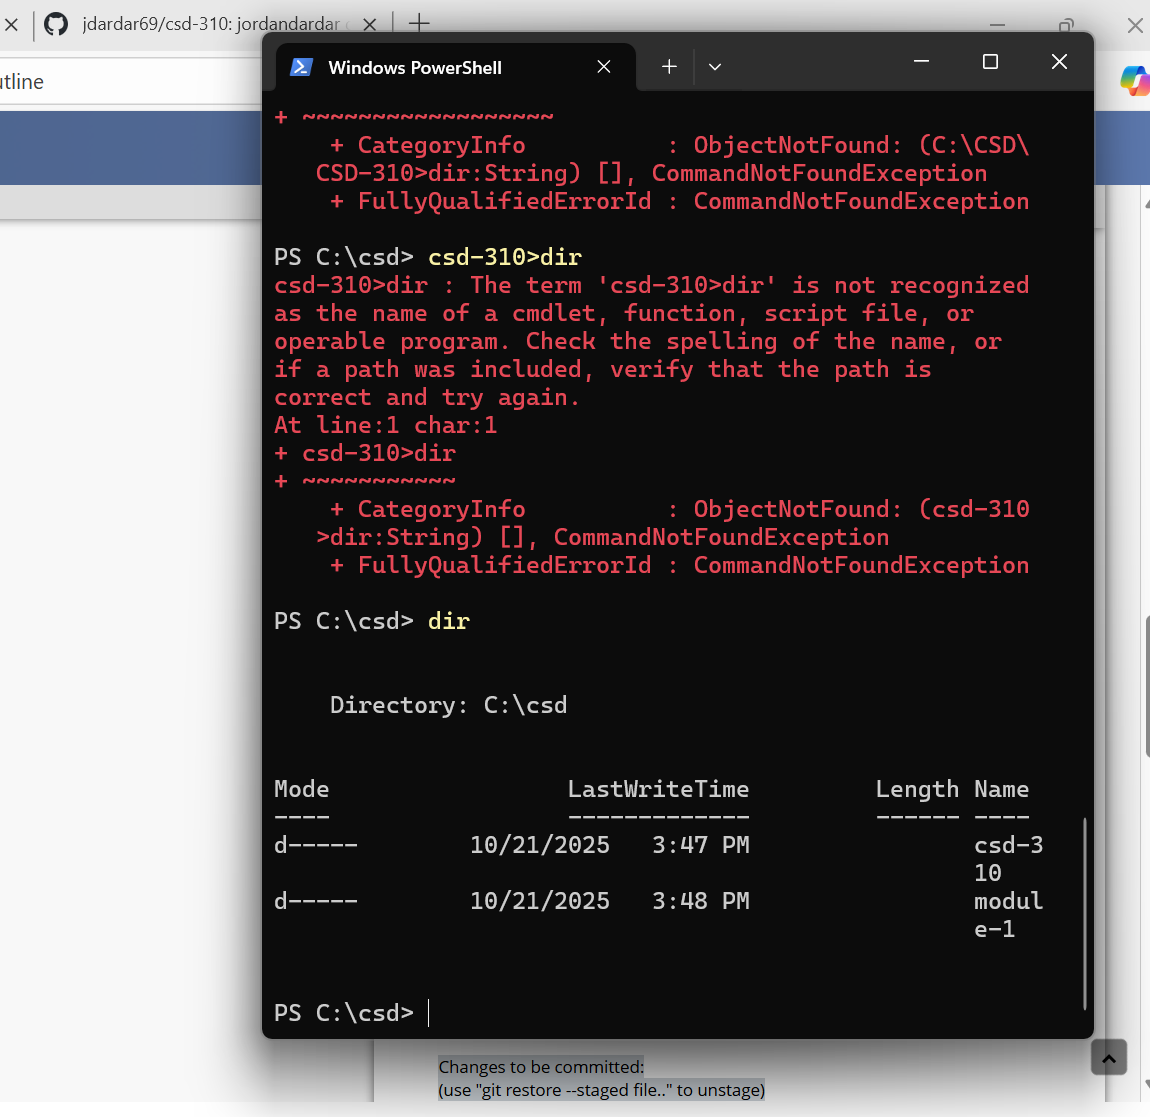 jdardar69/csd-310: jordandardar
utline
Windows PowerShell
+ ~~~~~~~~~~~~~~~~~~
+ CategoryInfo          : ObjectNotFound: (C:\CSD\
CSD-310>dir:String) [], CommandNotFoundException
+ FullyQualifiedErrorId : CommandNotFoundException
PS C:\csd> csd-310>dir
csd-310>dir : The term 'csd-310>dir' is not recognized
as the name of a cmdlet, function, script file, or
operable program. Check the spelling of the name, or
if a path was included, verify that the path is
correct and try again.
At line:1 char:1
+ csd-310>dir
+ ~~~~~~~~~~~
+ CategoryInfo          : ObjectNotFound: (csd-310
>dir:String) [], CommandNotFoundException
+ FullyQualifiedErrorId : CommandNotFoundException
PS C:\csd> dir
Directory: C:\csd
Mode                 LastWriteTime         Length Name
----                 -------------         ------ ----
d-----        10/21/2025   3:47 PM                csd-3
10
d-----        10/21/2025   3:48 PM                modul
e-1
PS C:\csd>
Changes to be committed:
(use "git restore --staged file.." to unstage)